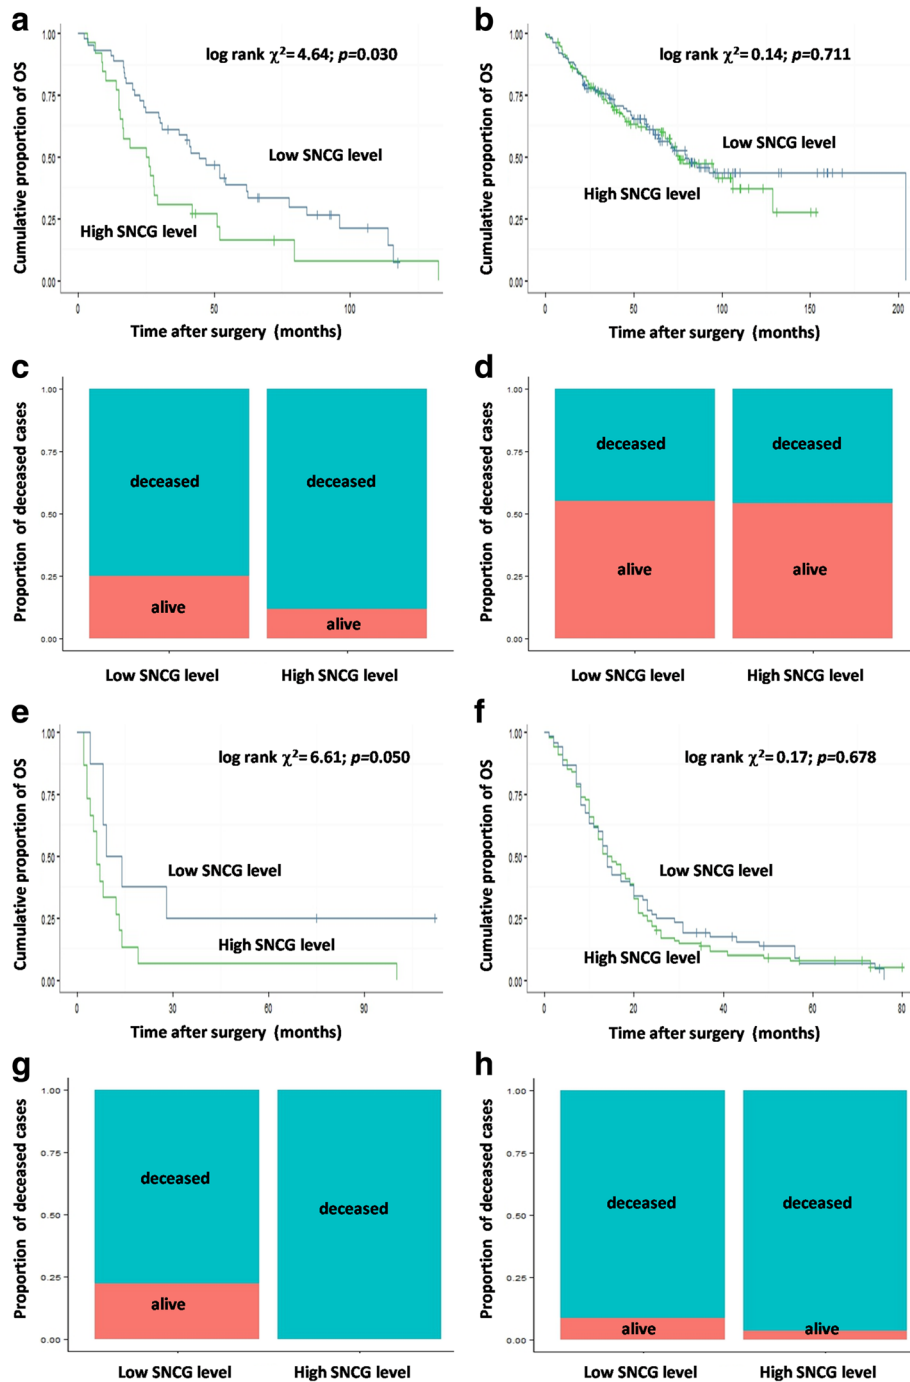 a
log rank χ²= 4.64; p=0.030
Cumulative proportion of OS
1.00
0.75
0.50
0.25
0.00
Low SNCG level
High SNCG level
0
50
100
Time after surgery (months)
b
log rank χ²= 0.14; p=0.711
Cumulative proportion of OS
1.00
0.75
0.50
0.25
0.00
Low SNCG level
High SNCG level
0
50
100
150
200
Time after surgery (months)
c
Proportion of deceased cases
1.00
0.75
0.50
0.25
0.00
deceased
deceased
alive
alive
Low SNCG level
High SNCG level
d
Proportion of deceased cases
1.00
0.75
0.50
0.25
0.00
deceased
deceased
alive
alive
Low SNCG level
High SNCG level
e
log rank χ²= 6.61; p=0.050
Cumulative proportion of OS
1.00
0.75
0.50
0.25
0.00
Low SNCG level
High SNCG level
0
30
60
90
Time after surgery (months)
f
log rank χ²= 0.17; p=0.678
Cumulative proportion of OS
1.00
0.75
0.50
0.25
0.00
Low SNCG level
High SNCG level
0
20
40
60
80
Time after surgery (months)
g
Proportion of deceased cases
1.00
0.75
0.50
0.25
0.00
deceased
deceased
alive
Low SNCG level
High SNCG level
h
Proportion of deceased cases
1.00
0.75
0.50
0.25
0.00
deceased
deceased
alive
alive
Low SNCG level
High SNCG level